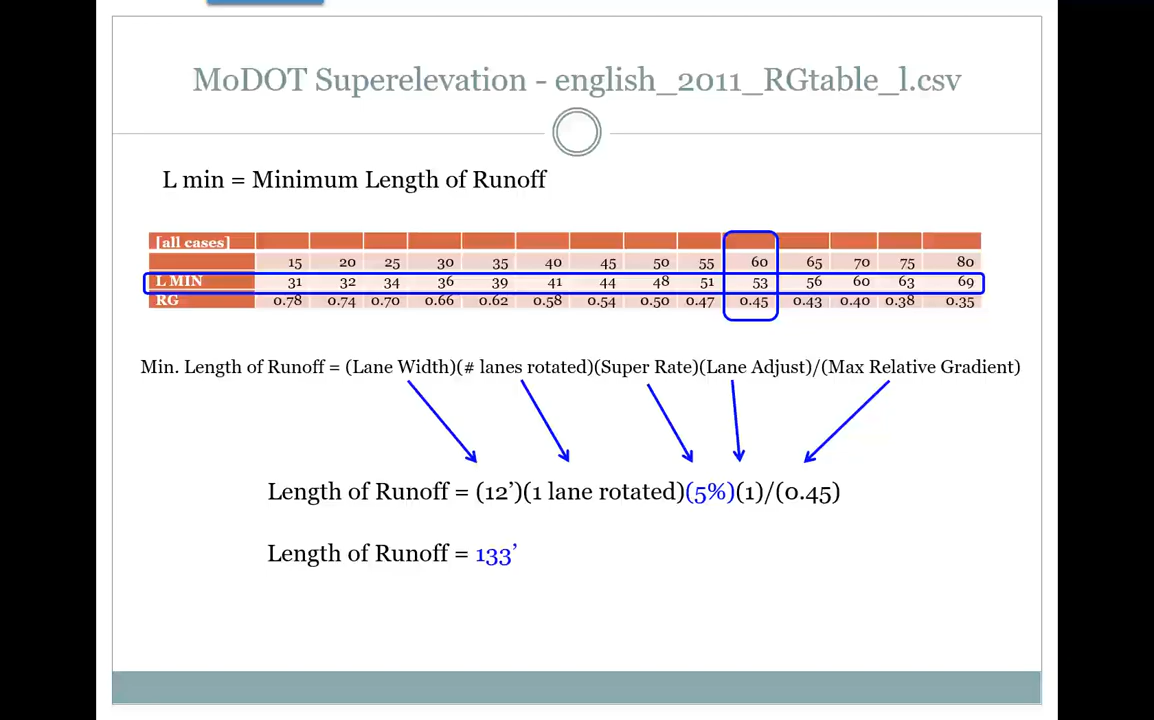 MoDOT Superelevation - english_2011_RGtable_l.csv
L min = Minimum Length of Runoff
[all cases]
15 20 25 30 35 40 45 50 55 60 65 70 75 80
L MIN 31 32 34 36 39 41 44 48 51 53 56 60 63 69
RG 0.78 0.74 0.70 0.66 0.62 0.58 0.54 0.50 0.47 0.45 0.43 0.40 0.38 0.35
Min. Length of Runoff = (Lane Width)(# lanes rotated)(Super Rate)(Lane Adjust)/(Max Relative Gradient)
Length of Runoff = (12’)(1 lane rotated)(5%)(1)/(0.45)
Length of Runoff = 133’